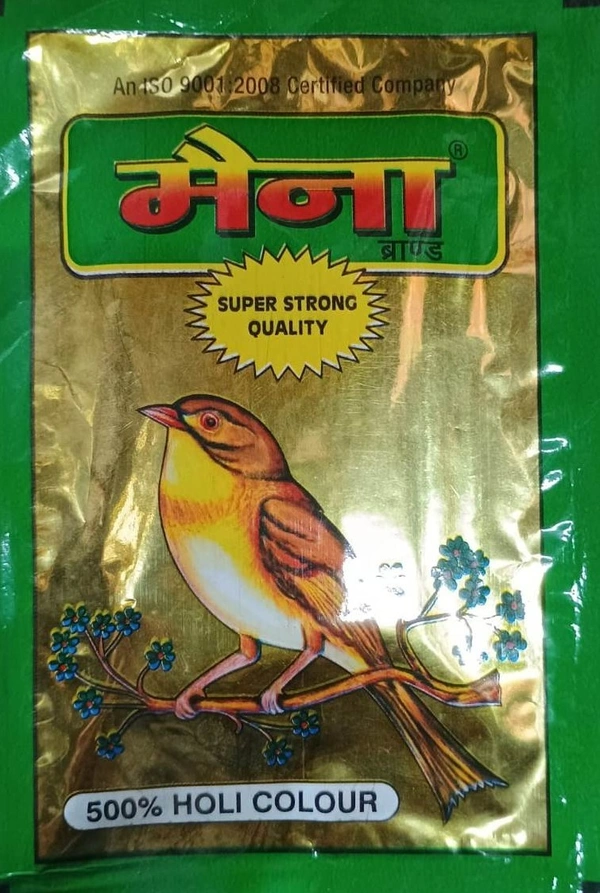 An ISO 9001:2008 Certified Company
मैना ®
ब्राण्ड
SUPER STRONG
QUALITY
500% HOLI COLOUR